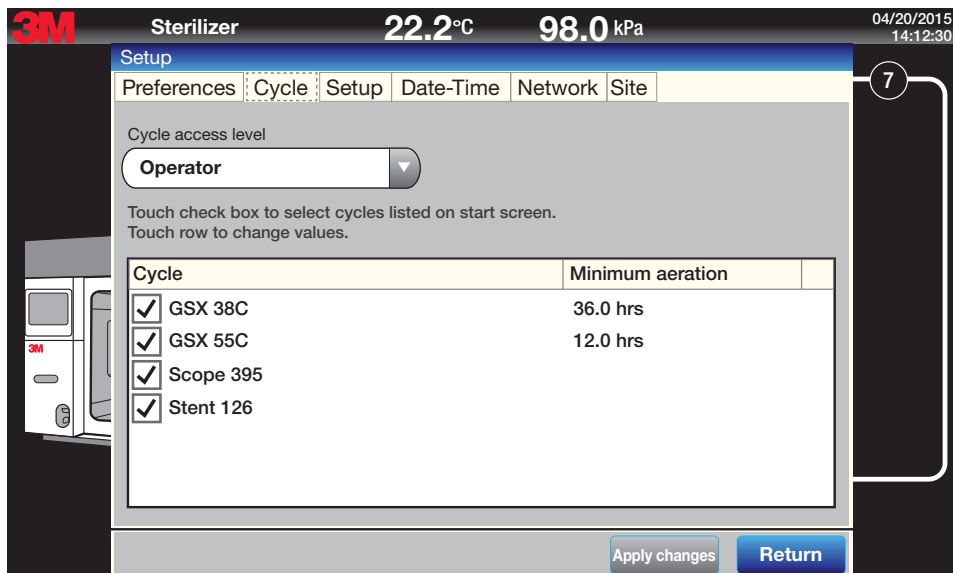 3M Sterilizer 22.2°C 98.0 kPa 04/20/2015
14:12:30
Setup
Preferences Cycle Setup Date-Time Network Site
7
Cycle access level
Operator
Touch check box to select cycles listed on start screen.
Touch row to change values.
Cycle Minimum aeration
GSX 38C 36.0 hrs
GSX 55C 12.0 hrs
3M
Scope 395
Stent 126
Apply changes Return